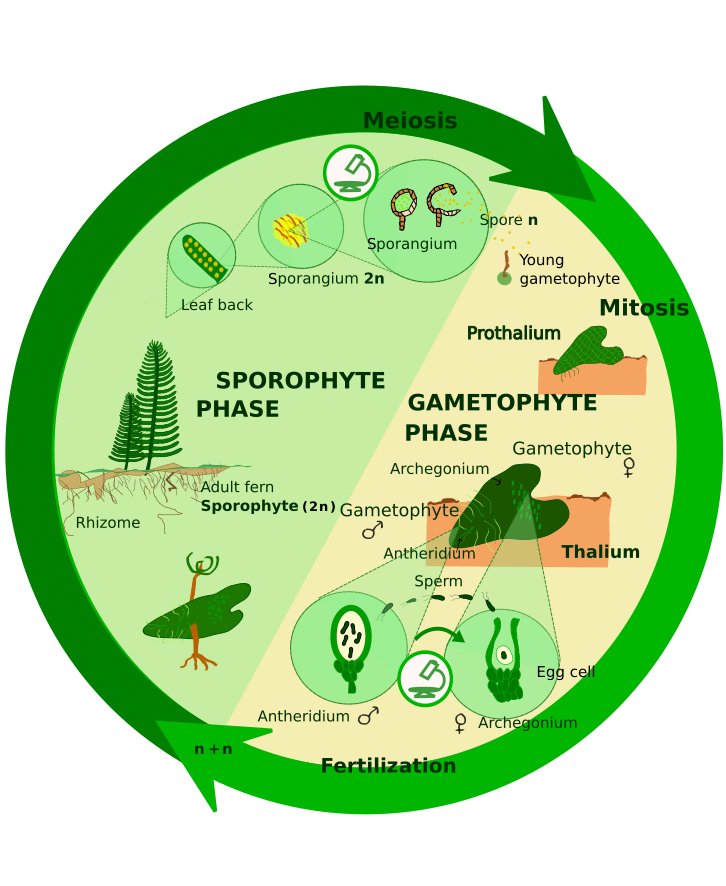 Meiosis
Spore n
Sporangium
Young
gametophyte
Sporangium 2n
Leaf back
Mitosis
Prothalium
SPOROPHYTE
PHASE
GAMETOPHYTE
PHASE
Gametophyte ♀
Archegonium
Adult fern
Sporophyte (2n)
Rhizome
Gametophyte
♂
Antheridium
Thalium
Sperm
Egg cell
Antheridium ♂
♀ Archegonium
n+n
Fertilization